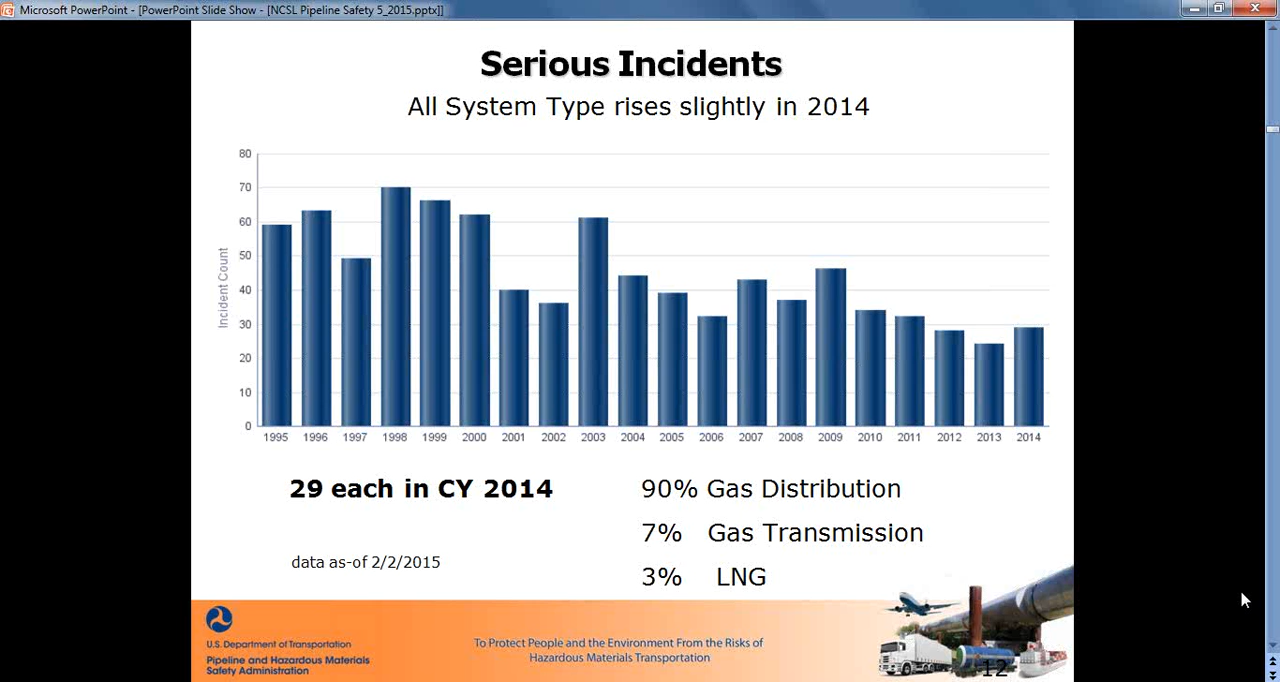 Microsoft PowerPoint - [PowerPoint Slide Show - [NCSL Pipeline Safety 5_2015.pptx]]
Serious Incidents
All System Type rises slightly in 2014
80
70
60
50
40
30
20
10
0
Incident Count
1995 1996 1997 1998 1999 2000 2001 2002 2003 2004 2005 2006 2007 2008 2009 2010 2011 2012 2013 2014
29 each in CY 2014
90% Gas Distribution
7% Gas Transmission
data as-of 2/2/2015
3% LNG
U.S. Department of Transportation
Pipeline and Hazardous Materials
Safety Administration
To Protect People and the Environment From the Risks of
Hazardous Materials Transportation
12